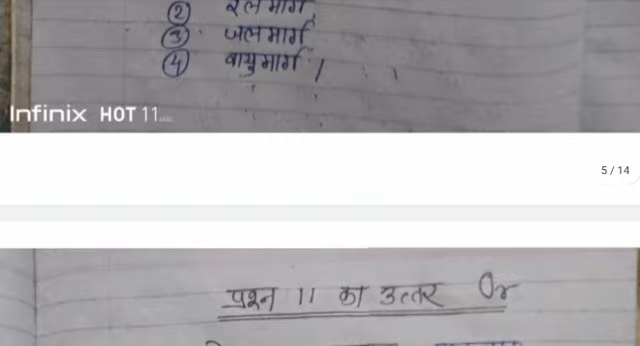 ② रेलमार्ग
③ जलमार्ग
④ वायुमार्ग
Infinix HOT 11
5 / 14
प्रश्न 11 का उत्तर Or